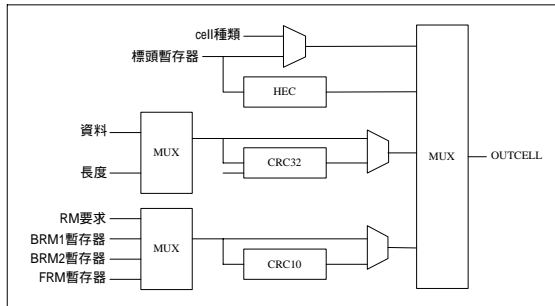 cell種類
標頭暫存器
HEC
資料
MUX
CRC32
長度
MUX
OUTCELL
RM要求
BRM1暫存器
MUX
BRM2暫存器
CRC10
FRM暫存器